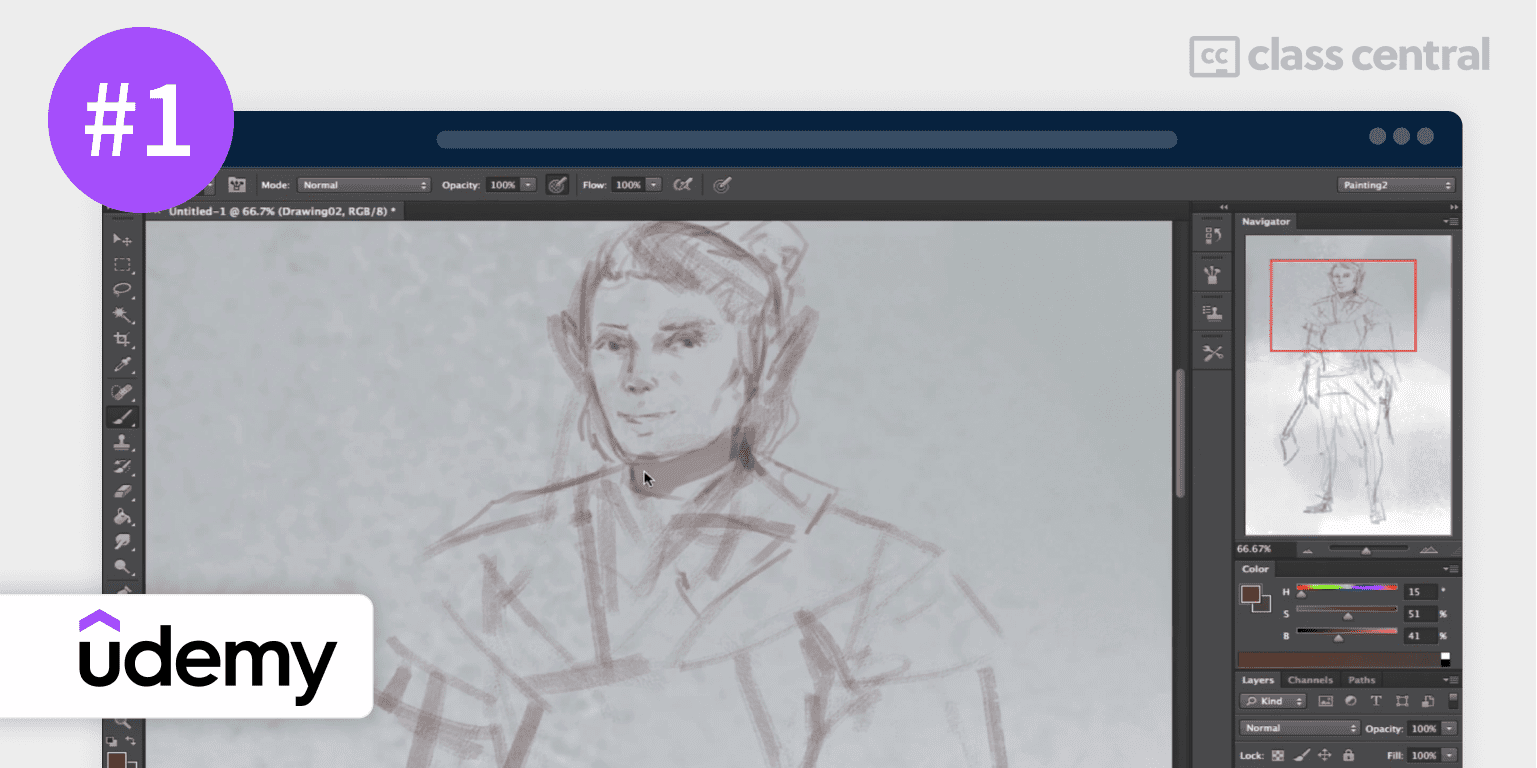 #1
cc class central
Mode: Normal Opacity: 100% Flow: 100% Painting2
Untitled-1 @ 66.7% (Drawing02, RGB/8) *
Navigator
66.67%
Color
H 15 °
S 51 %
B 41 %
Layers Channels Paths
Kind T
Normal Opacity: 100%
Lock: Fill: 100%
udemy